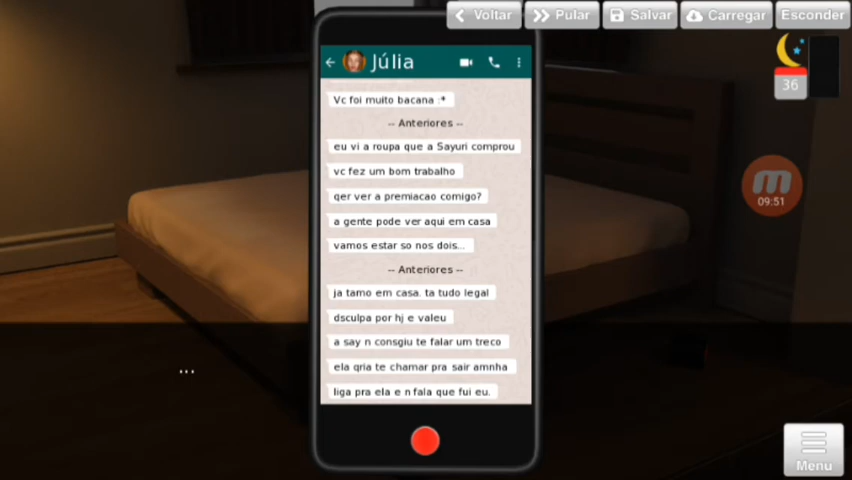 Voltar
Pular
Salvar
Carregar
Esconder
Júlia
36
Vc foi muito bacana :*
-- Anteriores --
eu vi a roupa que a Sayuri comprou
vc fez um bom trabalho
qer ver a premiacao comigo?
a gente pode ver aqui em casa
vamos estar so nos dois...
-- Anteriores --
ja tamo em casa. ta tudo legal
dsculpa por hj e valeu
a say n consgiu te falar um treco
ela qria te chamar pra sair amnha
liga pra ela e n fala que fui eu.
09:51
...
Menu